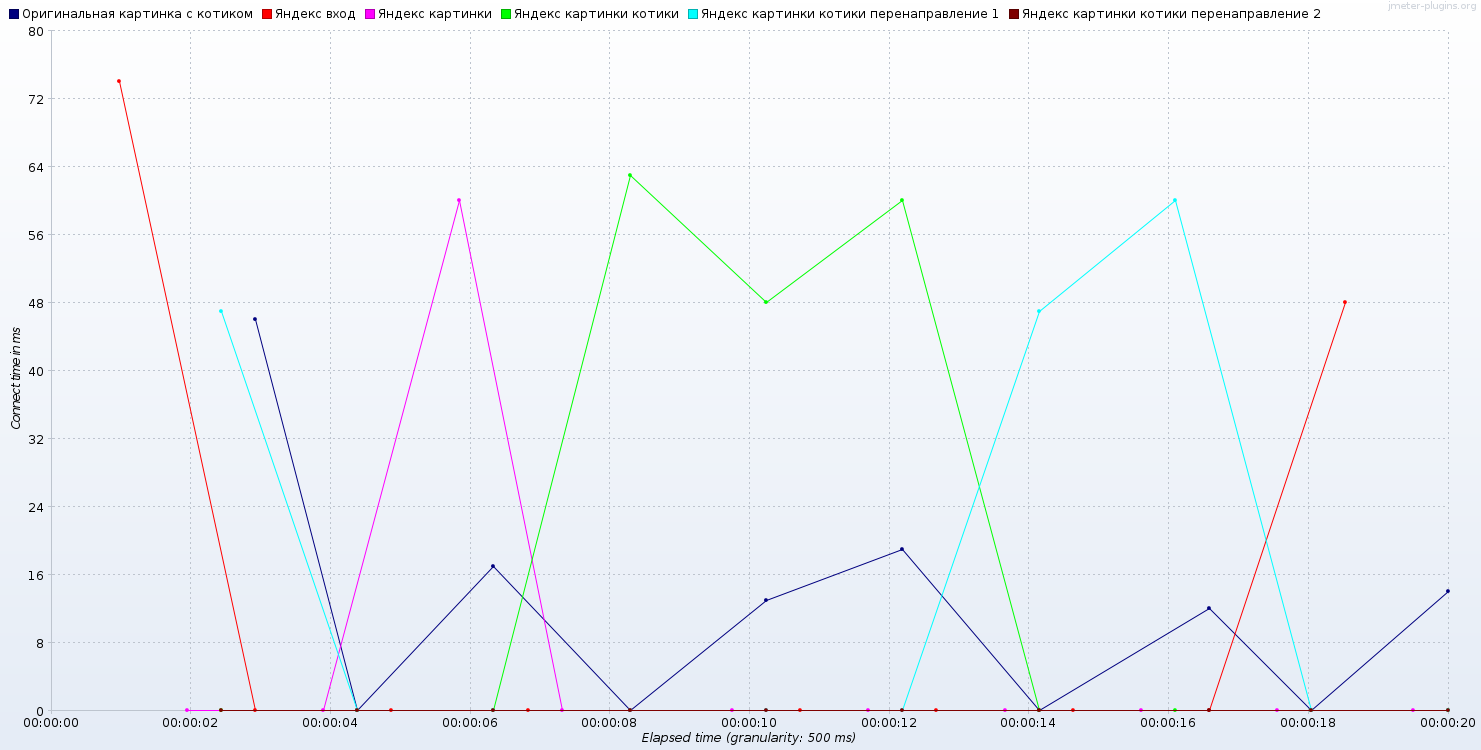 Оригинальная картинка с котиком Яндекс вход Яндекс картинки Яндекс картинки котики Яндекс картинки котики перенаправление 1 Яндекс картинки котики перенаправление 2
jmeter-plugins.org
80
72
64
56
48
40
32
24
16
8
0
Connect time in ms
00:00:00 00:00:02 00:00:04 00:00:06 00:00:08 00:00:10 00:00:12 00:00:14 00:00:16 00:00:18 00:00:20
Elapsed time (granularity: 500 ms)